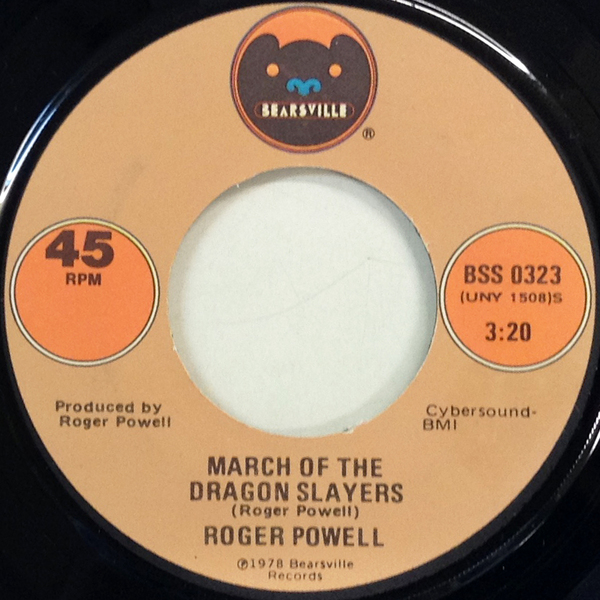 BEARSVILLE
®
45
RPM
BSS 0323
(UNY 1508)S
3:20
Produced by
Roger Powell
Cybersound-
BMI
MARCH OF THE
DRAGON SLAYERS
(Roger Powell)
ROGER POWELL
℗1978 Bearsville
Records